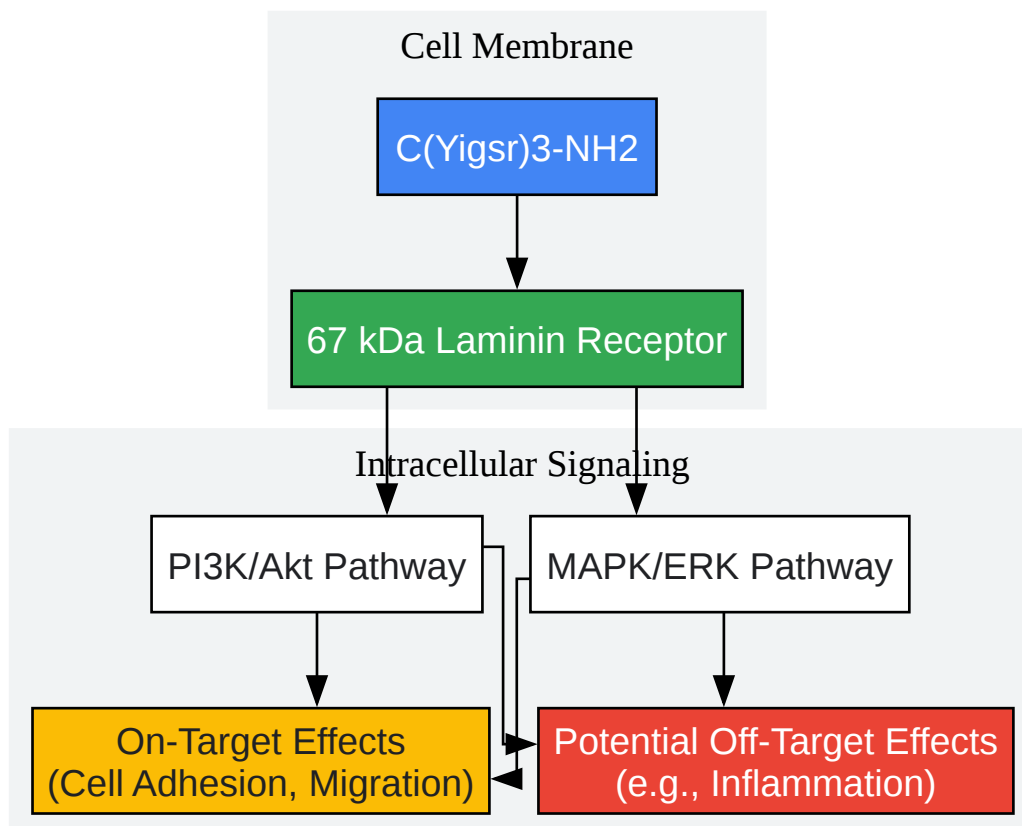 Cell Membrane
C(Yigsr)3-NH2
67 kDa Laminin Receptor
Intracellular Signaling
PI3K/Akt Pathway
MAPK/ERK Pathway
On-Target Effects
(Cell Adhesion, Migration)
Potential Off-Target Effects
(e.g., Inflammation)